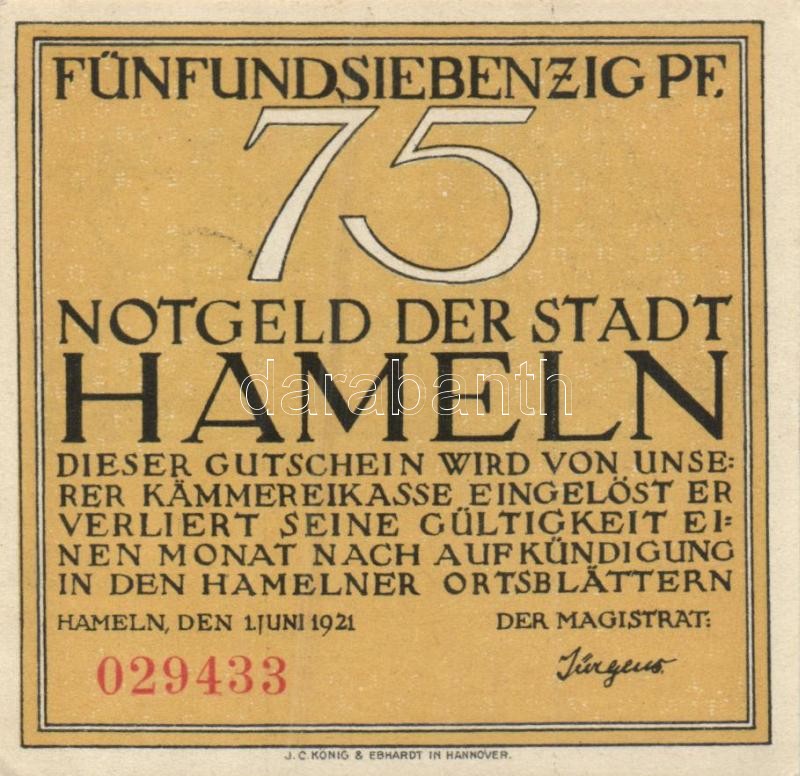 FÜNFUNDSIEBENZIG PF.
75
NOTGELD DER STADT
HAMELN
darabanth
DIESER GUTSCHEIN WIRD VON UNSE=
RER KÄMMEREIKASSE EINGELÖST ER
VERLIERT SEINE GÜLTIGKEIT EI=
NEN MONAT NACH AUFKÜNDIGUNG
IN DEN HAMELNER ORTSBLÄTTERN
HAMELN, DEN 1.JUNI 1921 DER MAGISTRAT:
029433 Jürgens.
J. C. KÖNIG & EBHARDT IN HANNOVER.